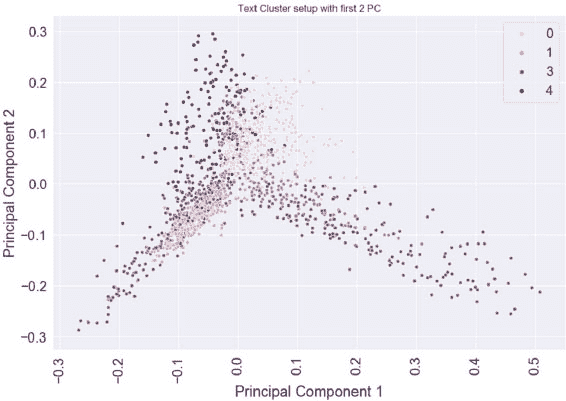 Text Cluster setup with first 2 PC
0
1
3
4
Principal Component 2
0.3
0.2
0.1
0.0
−0.1
−0.2
−0.3
−0.3 −0.2 −0.1 0.0 0.1 0.2 0.3 0.4 0.5
Principal Component 1